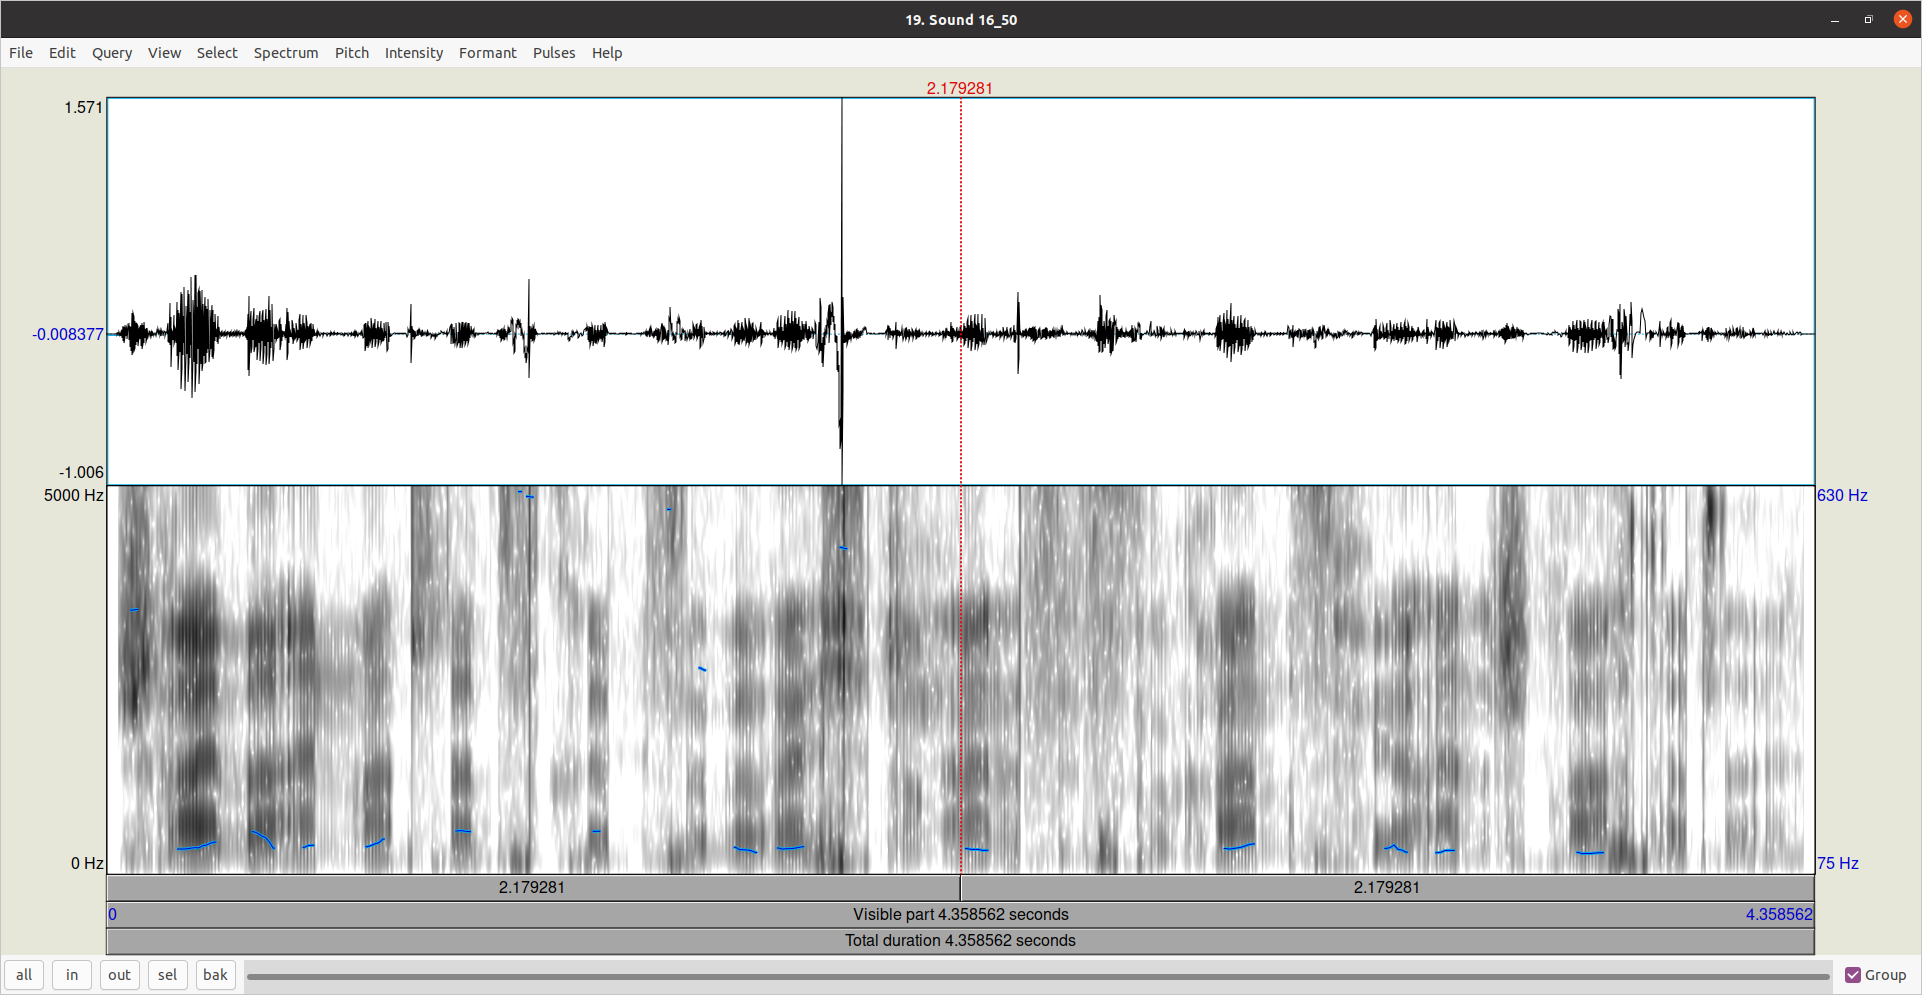 19. Sound 16_50
File Edit Query View Select Spectrum Pitch Intensity Formant Pulses Help
2.179281
1.571
-0.008377
-1.006
5000 Hz
630 Hz
0 Hz
75 Hz
2.179281 2.179281
0 Visible part 4.358562 seconds 4.358562
Total duration 4.358562 seconds
all in out sel bak Group